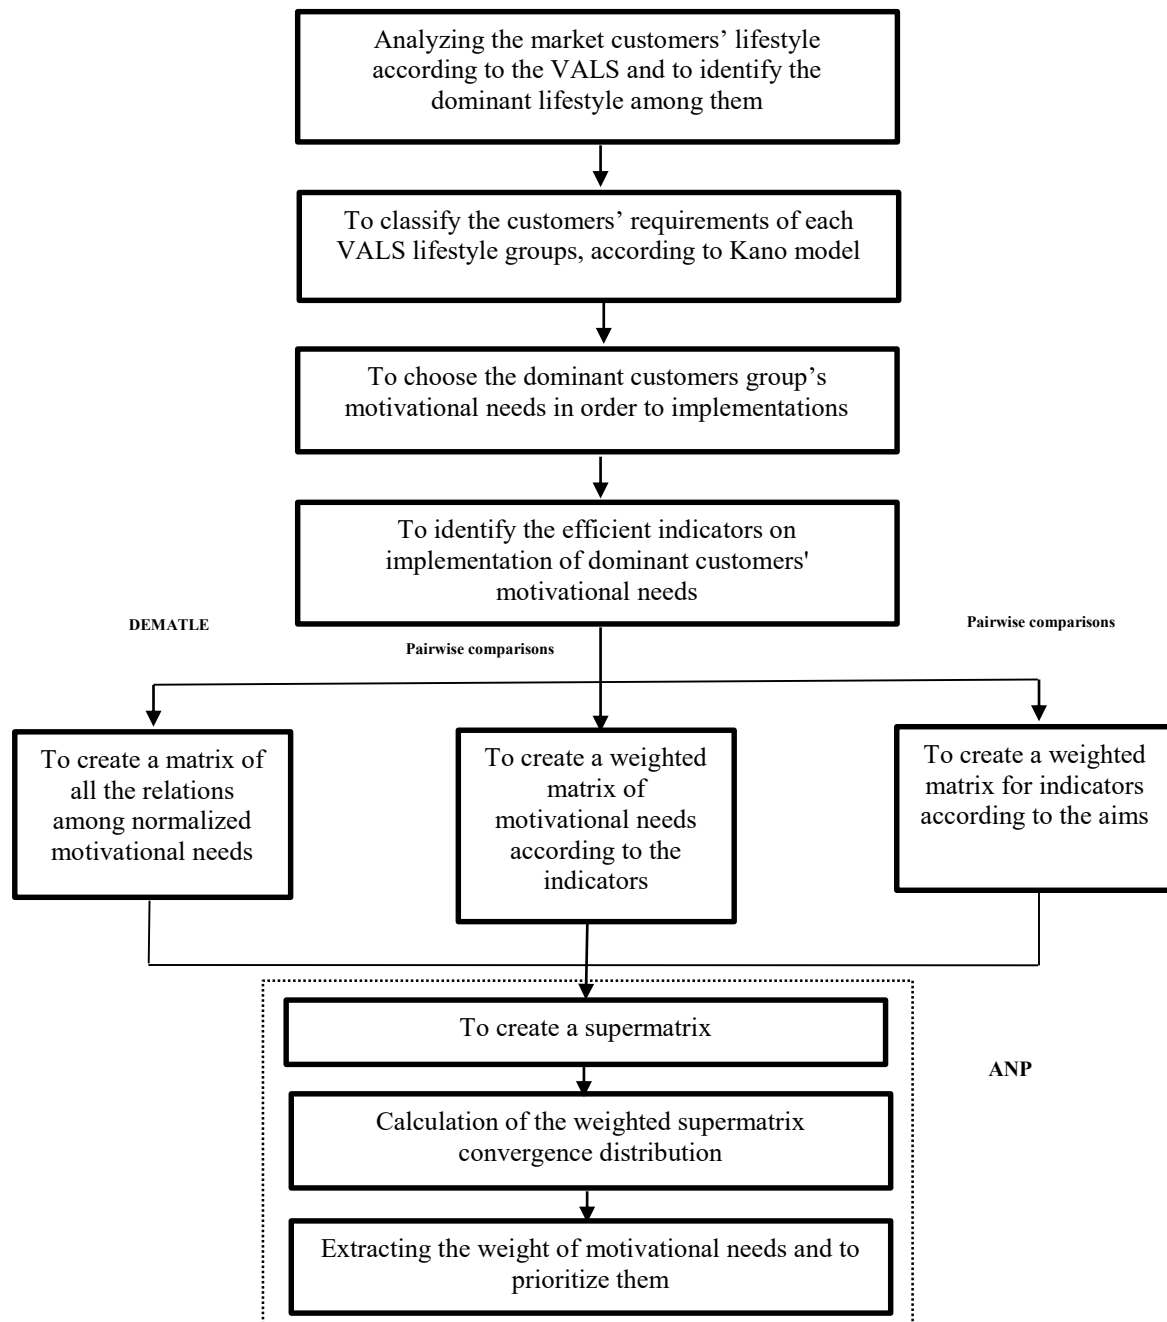 Analyzing the market customers’ lifestyle
according to the VALS and to identify the
dominant lifestyle among them
To classify the customers’ requirements of each
VALS lifestyle groups, according to Kano model
To choose the dominant customers group’s
motivational needs in order to implementations
To identify the efficient indicators on
implementation of dominant customers'
motivational needs
DEMATLE
Pairwise comparisons
Pairwise comparisons
To create a matrix of
all the relations
among normalized
motivational needs
To create a weighted
matrix of
motivational needs
according to the
indicators
To create a weighted
matrix for indicators
according to the aims
To create a supermatrix
ANP
Calculation of the weighted supermatrix
convergence distribution
Extracting the weight of motivational needs and to
prioritize them